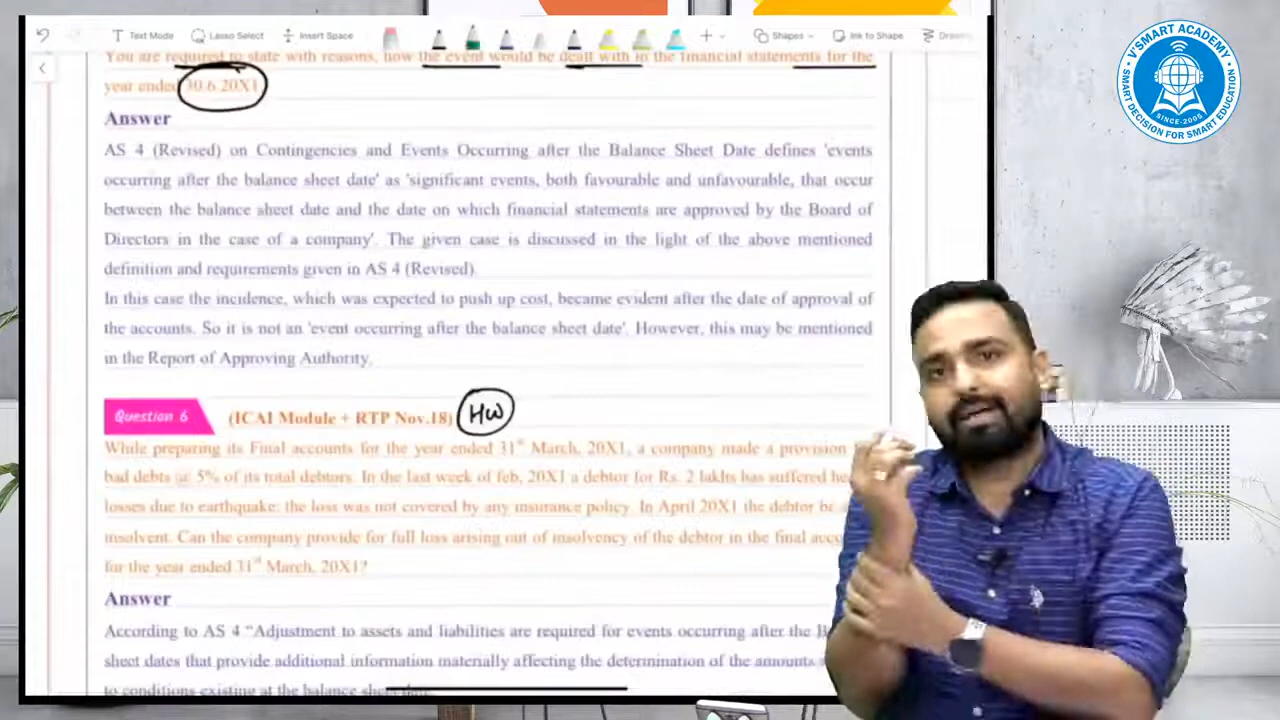 Text Mode Lasso Select Insert Space Shapes Ink to Shape
You are required to state with reasons, how the event would be dealt with in the financial statements for the
year ended 30.6.20X1
Answer
AS 4 (Revised) on Contingencies and Events Occurring after the Balance Sheet Date defines 'events
occurring after the balance sheet date' as 'significant events, both favourable and unfavourable, that occur
between the balance sheet date and the date on which financial statements are approved by the Board of
Directors in the case of a company'. The given case is discussed in the light of the above mentioned
definition and requirements given in AS 4 (Revised).
In this case the incidence, which was expected to push up cost, became evident after the date of approval of
the accounts. So it is not an 'event occurring after the balance sheet date'. However, this may be mentioned
in the Report of Approving Authority.
Question 6 (ICAI Module + RTP Nov.18) HW
While preparing its Final accounts for the year ended 31st March, 20X1, a company made a provision
bad debts @ 5% of its total debtors. In the last week of feb, 20X1 a debtor for Rs. 2 lakhs has suffered
losses due to earthquake; the loss was not covered by any insurance policy. In April 20X1 the debtor
insolvent. Can the company provide for full loss arising out of insolvency of the debtor in the final
for the year ended 31st March, 20X1?
Answer
According to AS 4 "Adjustment to assets and liabilities are required for events occurring after the
sheet dates that provide additional information materially affecting the determination of the amounts
to conditions existing at the balance sheet date
V'SMART ACADEMY
SINCE-2005
SMART DECISION FOR SMART EDUCATION